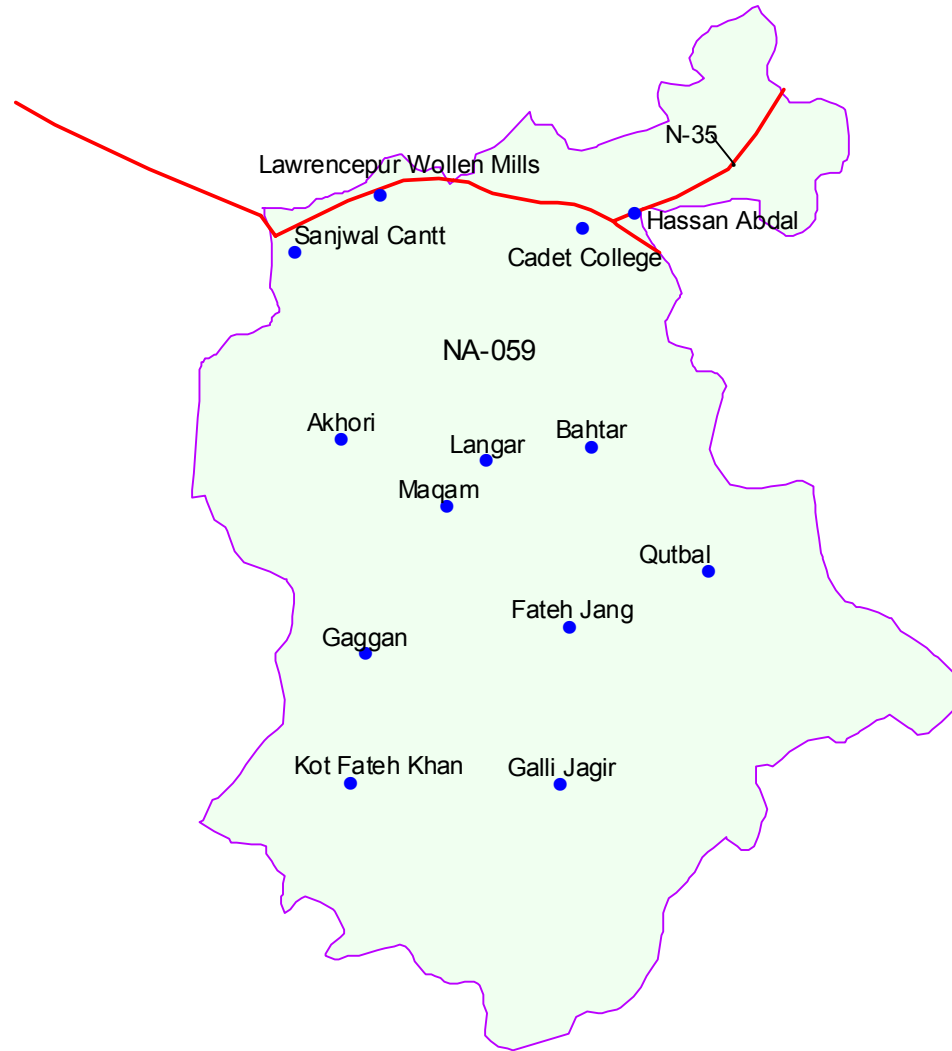 N-35
Lawrencepur Wollen Mills
Hassan Abdal
Sanjwal Cantt
Cadet College
NA-059
Akhori
Bahtar
Langar
Maqam
Qutbal
Fateh Jang
Gaggan
Kot Fateh Khan
Galli Jagir